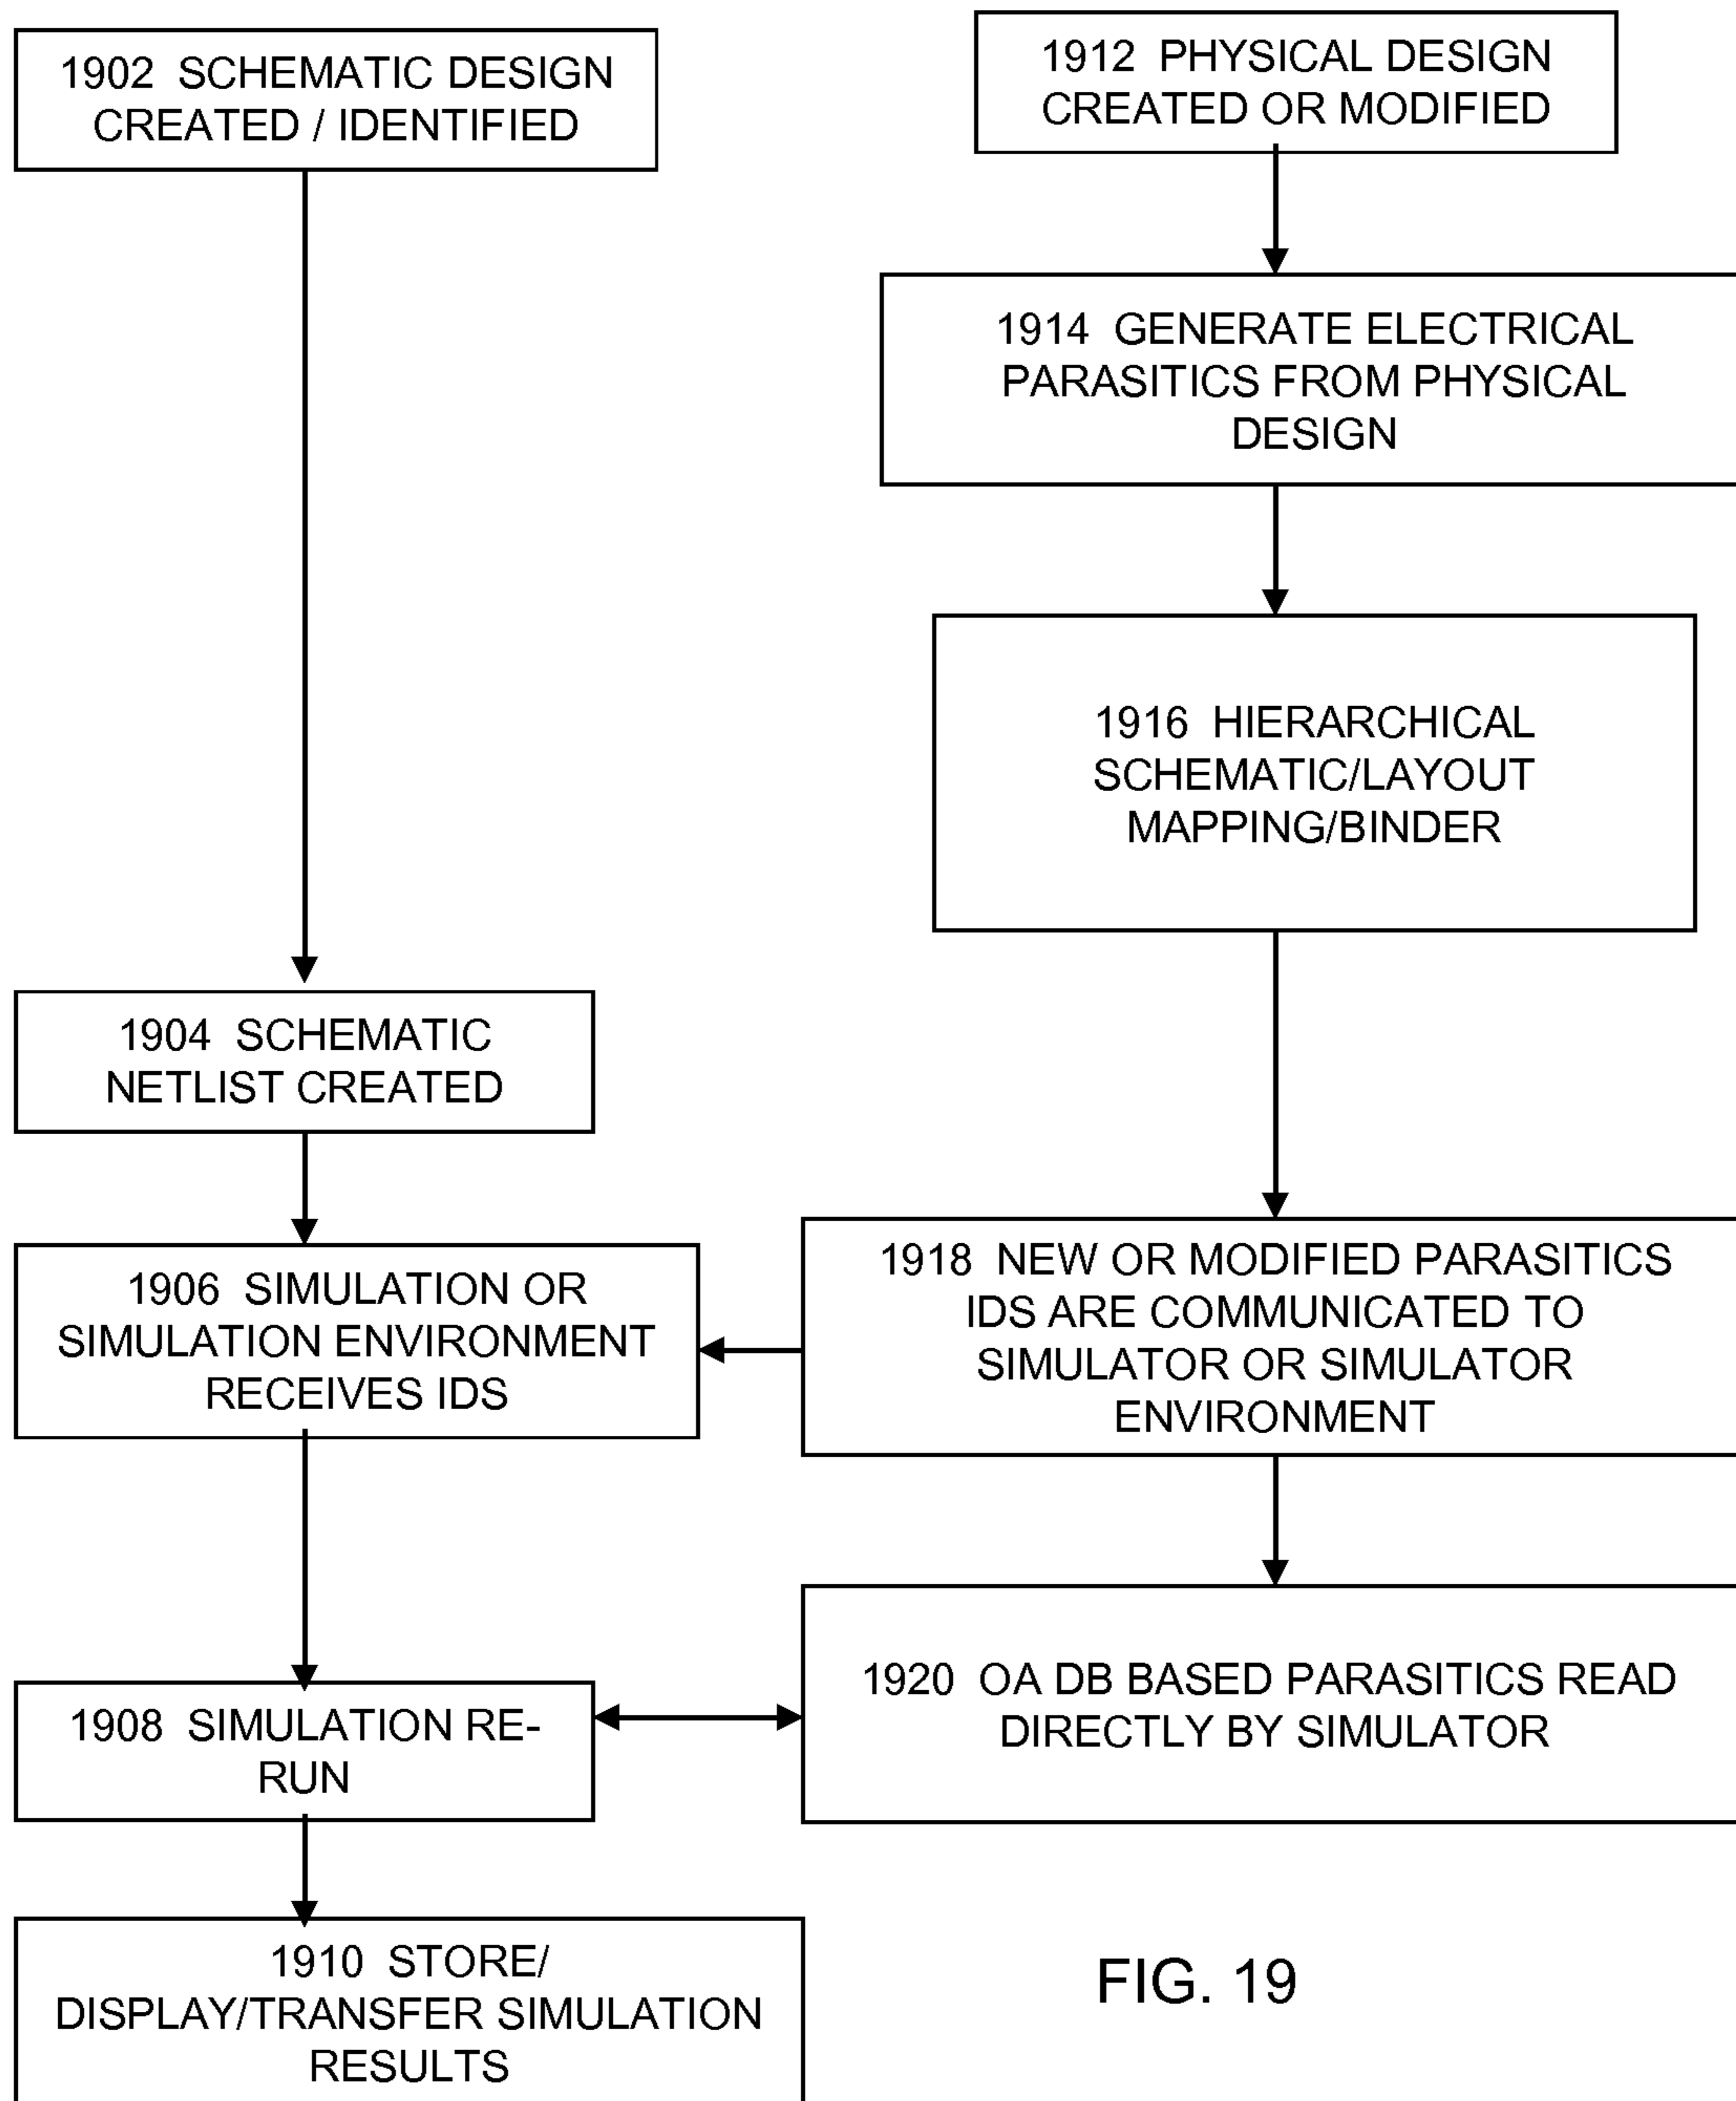 1902 SCHEMATIC DESIGN
CREATED / IDENTIFIED
1904 SCHEMATIC
NETLIST CREATED
1906 SIMULATION OR
SIMULATION ENVIRONMENT
RECEIVES IDS
1908 SIMULATION RE-
RUN
1910 STORE/
DISPLAY/TRANSFER SIMULATION
RESULTS
1912 PHYSICAL DESIGN
CREATED OR MODIFIED
1914 GENERATE ELECTRICAL
PARASITICS FROM PHYSICAL
DESIGN
1916 HIERARCHICAL
SCHEMATIC/LAYOUT
MAPPING/BINDER
1918 NEW OR MODIFIED PARASITICS
IDS ARE COMMUNICATED TO
SIMULATOR OR SIMULATOR
ENVIRONMENT
1920 OA DB BASED PARASITICS READ
DIRECTLY BY SIMULATOR
FIG. 19